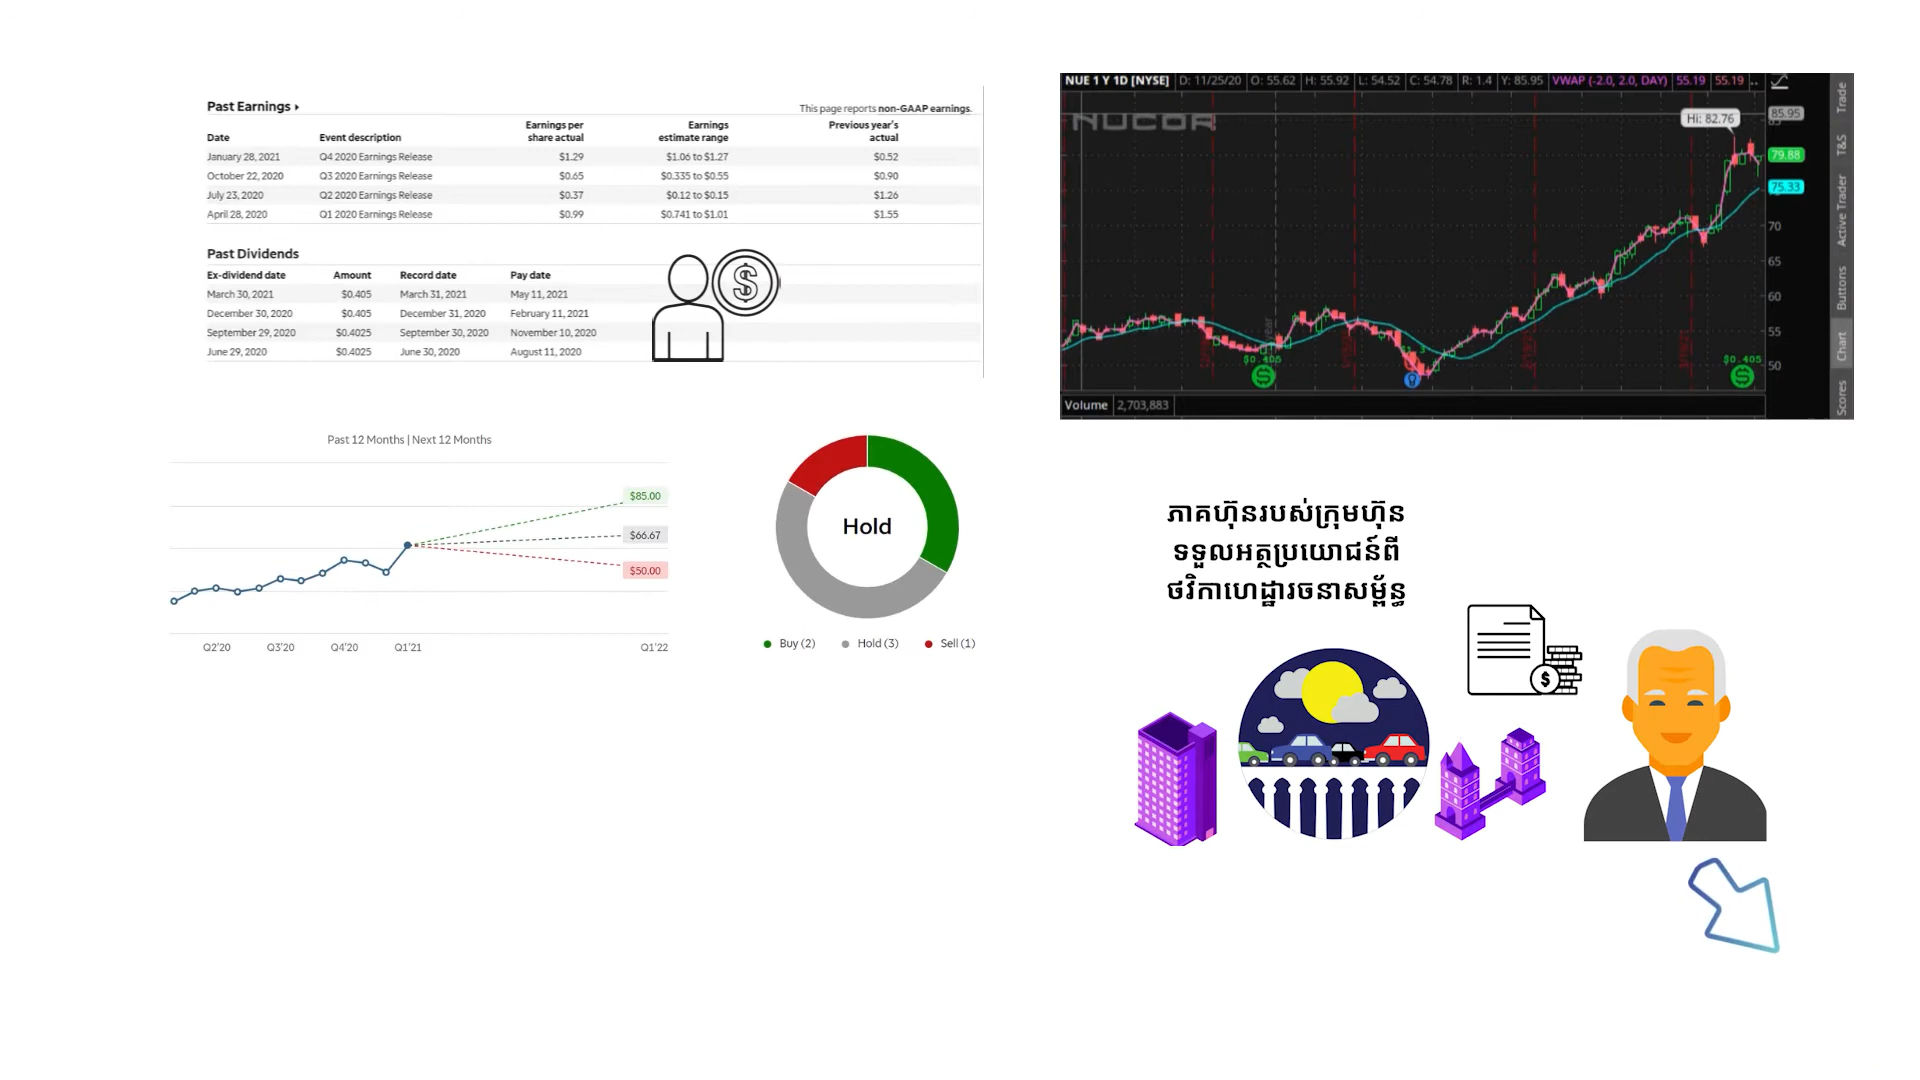 Past Earnings
This page reports non-GAAP earnings.
Date Event description Earnings per share actual Earnings estimate range Previous year's actual
January 28, 2021 Q4 2020 Earnings Release $1.29 $1.06 to $1.27 $0.52
October 22, 2020 Q3 2020 Earnings Release $0.65 $0.335 to $0.55 $0.90
July 23, 2020 Q2 2020 Earnings Release $0.37 $0.12 to $0.15 $1.26
April 28, 2020 Q1 2020 Earnings Release $0.99 $0.741 to $1.01 $1.55
Past Dividends
Ex-dividend date Amount Record date Pay date
March 30, 2021 $0.405 March 31, 2021 May 11, 2021
December 30, 2020 $0.405 December 31, 2020 February 11, 2021
September 29, 2020 $0.4025 September 30, 2020 November 10, 2020
June 29, 2020 $0.4025 June 30, 2020 August 11, 2020
Past 12 Months | Next 12 Months
$85.00
$66.67
$50.00
Q2'20 Q3'20 Q4'20 Q1'21 Q1'22
Hold
Buy (2) Hold (3) Sell (1)
NUE 1 Y 1D [NYSE] D: 11/25/20 O: 55.62 H: 55.92 L: 54.52 C: 54.78 R: 1.4 Y: 85.95 VWAP (-2.0, 2.0, DAY) 55.19 55.19 ..
NUCOR
Hi: 82.76
85.95
79.88
75.33
70
65
60
55
50
$0.405 $0.405
Volume 2,703,883
Trade
T&S
Active Trader
Buttons
Chart
Scores
ភាគហ៊ុនរបស់ក្រុមហ៊ុន
ទទួលអត្ថប្រយោជន៍ពី
ថវិកាហេដ្ឋារចនាសម្ព័ន្ធ